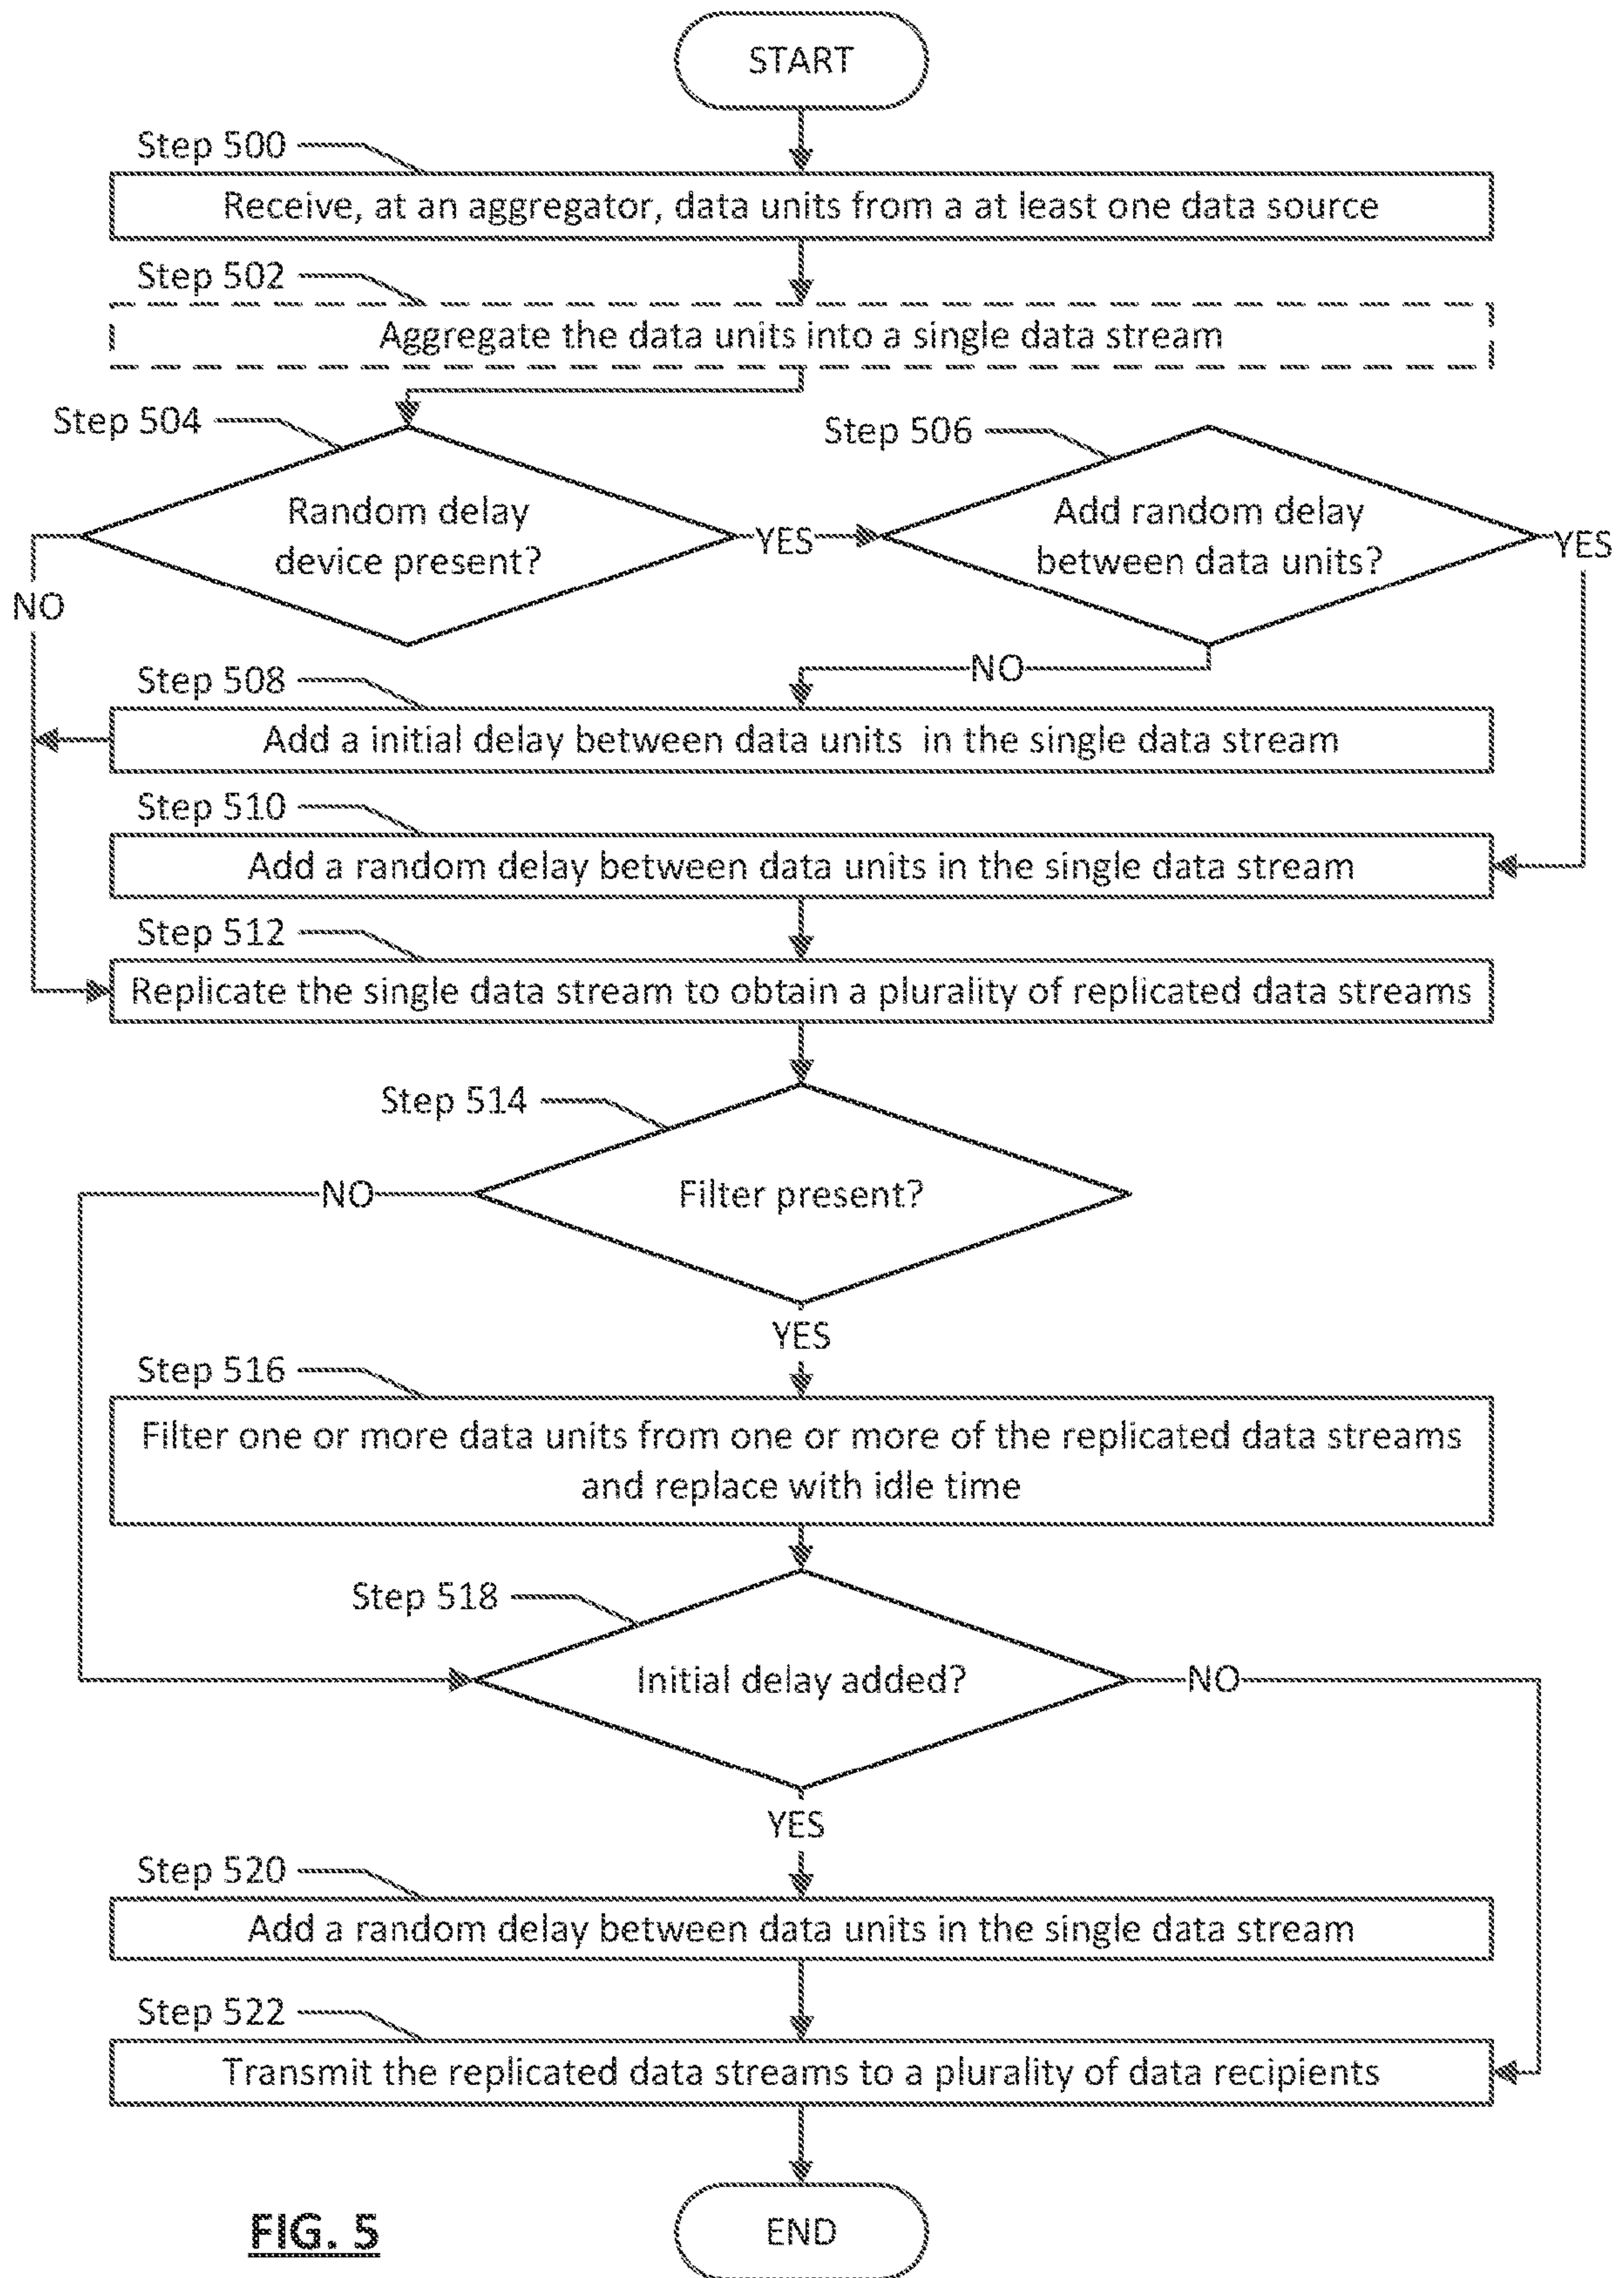 START
Step 500
Receive, at an aggregator, data units from a at least one data source
Step 502
Aggregate the data units into a single data stream
Step 504
Random delay
device present?
YES
NO
Step 506
Add random delay
between data units?
YES
NO
Step 508
Add a initial delay between data units in the single data stream
Step 510
Add a random delay between data units in the single data stream
Step 512
Replicate the single data stream to obtain a plurality of replicated data streams
Step 514
Filter present?
NO
YES
Step 516
Filter one or more data units from one or more of the replicated data streams
and replace with idle time
Step 518
Initial delay added?
NO
YES
Step 520
Add a random delay between data units in the single data stream
Step 522
Transmit the replicated data streams to a plurality of data recipients
END
FIG. 5